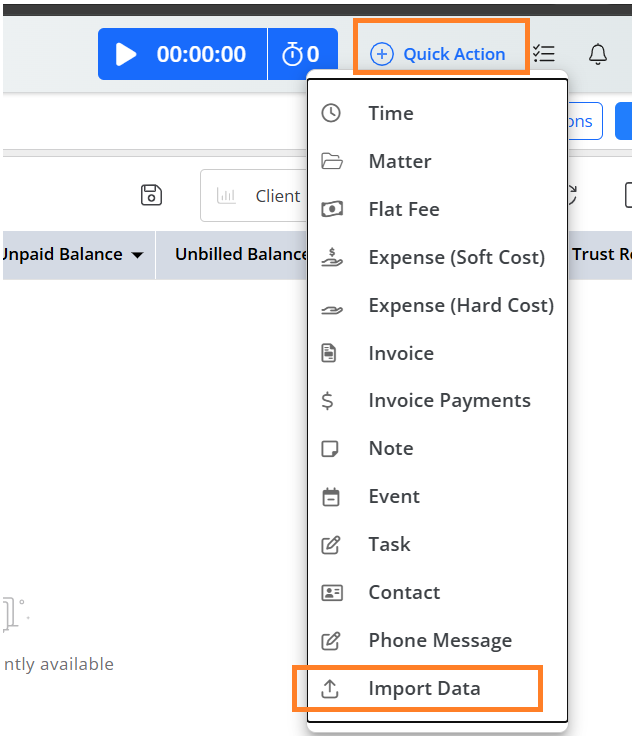 00:00:00
0
Quick Action
Time
ons
Matter
Client
Flat Fee
Unpaid Balance
Unbilled Balance
Trust R
Expense (Soft Cost)
Expense (Hard Cost)
Invoice
Invoice Payments
Note
Event
Task
Contact
Phone Message
ntly available
Import Data